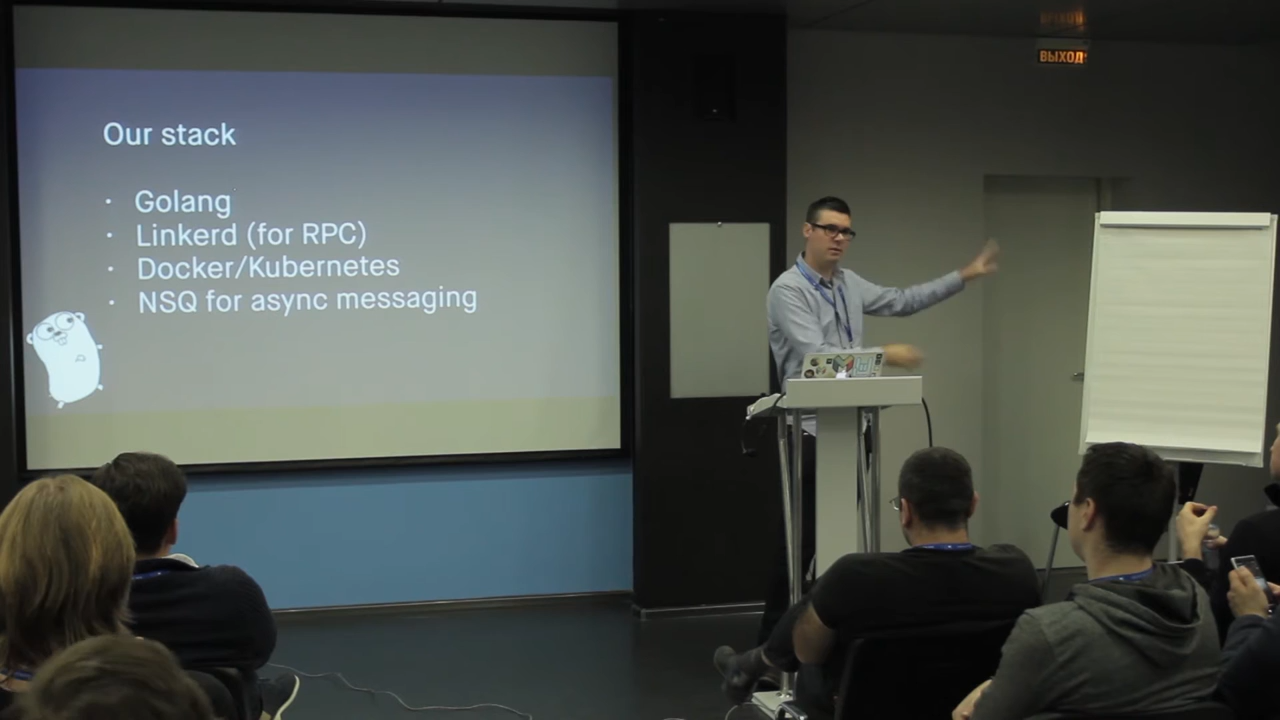 Our stack
· Golang
· Linkerd (for RPC)
· Docker/Kubernetes
· NSQ for async messaging
ВЫХОД